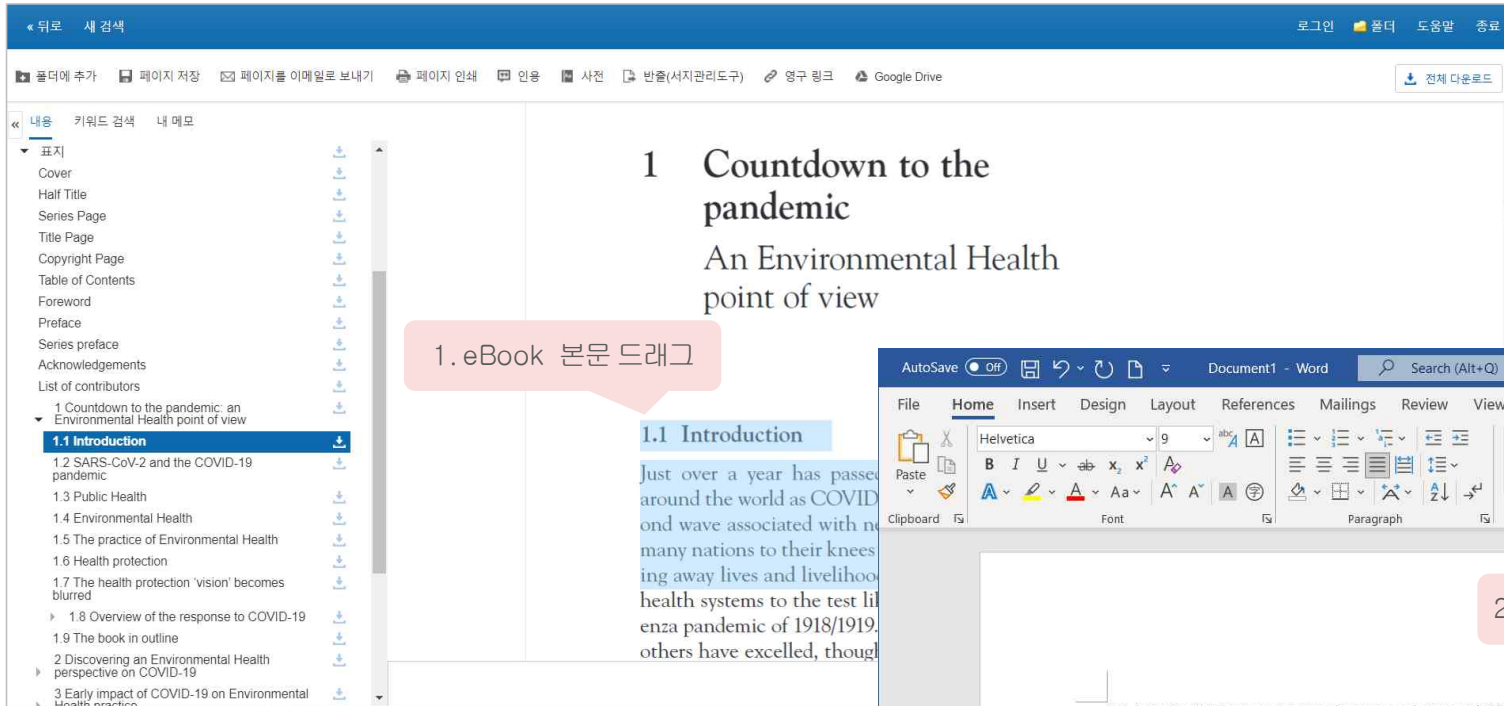 « 뒤로 새 검색
로그인 폴더 도움말 종료
폴더에 추가 페이지 저장 페이지를 이메일로 보내기 페이지 인쇄 인용 사전 반출(서지관리도구) 영구 링크 Google Drive
전체 다운로드
« 내용 키워드 검색 내 메모
표지
Cover
Half Title
Series Page
Title Page
Copyright Page
Table of Contents
Foreword
Preface
Series preface
Acknowledgements
List of contributors
1 Countdown to the pandemic: an
Environmental Health point of view
1.1 Introduction
1.2 SARS-CoV-2 and the COVID-19
pandemic
1.3 Public Health
1.4 Environmental Health
1.5 The practice of Environmental Health
1.6 Health protection
1.7 The health protection 'vision' becomes
blurred
1.8 Overview of the response to COVID-19
1.9 The book in outline
2 Discovering an Environmental Health
perspective on COVID-19
3 Early impact of COVID-19 on Environmental
Health practice
1 Countdown to the
pandemic
An Environmental Health
point of view
1. eBook 본문 드래그
1.1 Introduction
Just over a year has passe
around the world as COVID
ond wave associated with ne
many nations to their knees
ing away lives and livelihoo
health systems to the test li
enza pandemic of 1918/1919.
others have excelled, though
AutoSave Off Document1 - Word Search (Alt+Q)
File Home Insert Design Layout References Mailings Review View
Paste
Helvetica 9 abc A A
B I U ab x2 x2 A
A A Aa A A A 字
Clipboard Font Paragraph
2